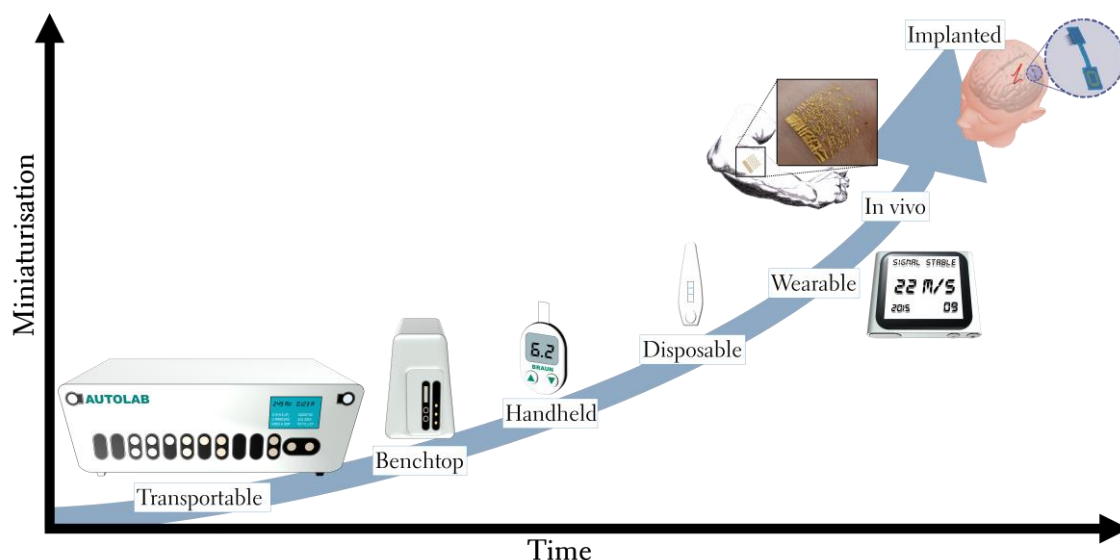 Implanted
In vivo
SIGNAL STABLE
22 M/S
2015 09
Wearable
Disposable
6.2
BRAUN
Handheld
Benchtop
AUTOLAB
Transportable
Miniaturisation
Time